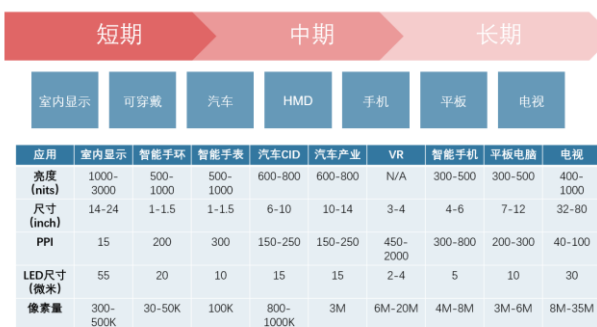 短期 中期 长期
室内显示 可穿戴 汽车 HMD 手机 平板 电视
应用 室内显示 智能手环 智能手表 汽车CID 汽车产业 VR 智能手机 平板电脑 电视
亮度 1000- 500- 500- 600-800 600-800 N/A 300-500 300-500 400-
(nits) 3000 1000 1000 1000
尺寸 14-24 1-1.5 1-1.5 6-10 10-14 3-4 4-6 7-12 32-80
(inch)
PPI 15 200 300 150-250 150-250 450- 300-800 200-300 40-100
2000
LED尺寸 55 20 10 15 15 2-4 5 10 30
(微米)
像素量 300- 30-50K 100K 800- 3M 6M-20M 4M-8M 3M-6M 8M-35M
500K 1000K